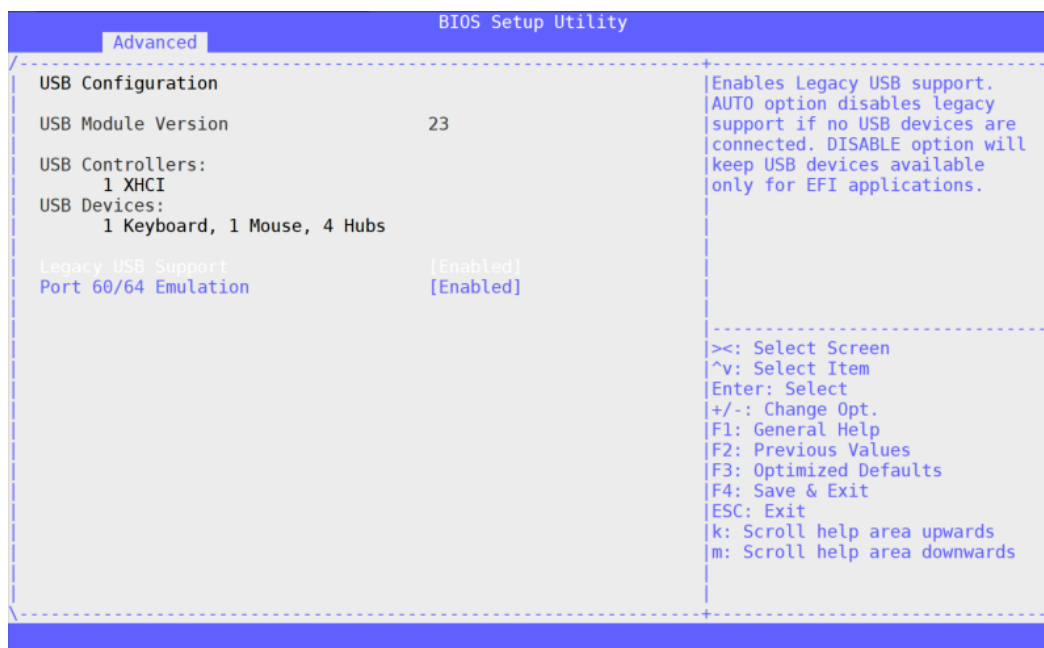 BIOS Setup Utility
Advanced
USB Configuration
USB Module Version 23
USB Controllers:
1 XHCI
USB Devices:
1 Keyboard, 1 Mouse, 4 Hubs
Legacy USB Support [Enabled]
Port 60/64 Emulation [Enabled]
Enables Legacy USB support.
AUTO option disables legacy
support if no USB devices are
connected. DISABLE option will
keep USB devices available
only for EFI applications.
><: Select Screen
^v: Select Item
Enter: Select
+/-: Change Opt.
F1: General Help
F2: Previous Values
F3: Optimized Defaults
F4: Save & Exit
ESC: Exit
k: Scroll help area upwards
m: Scroll help area downwards